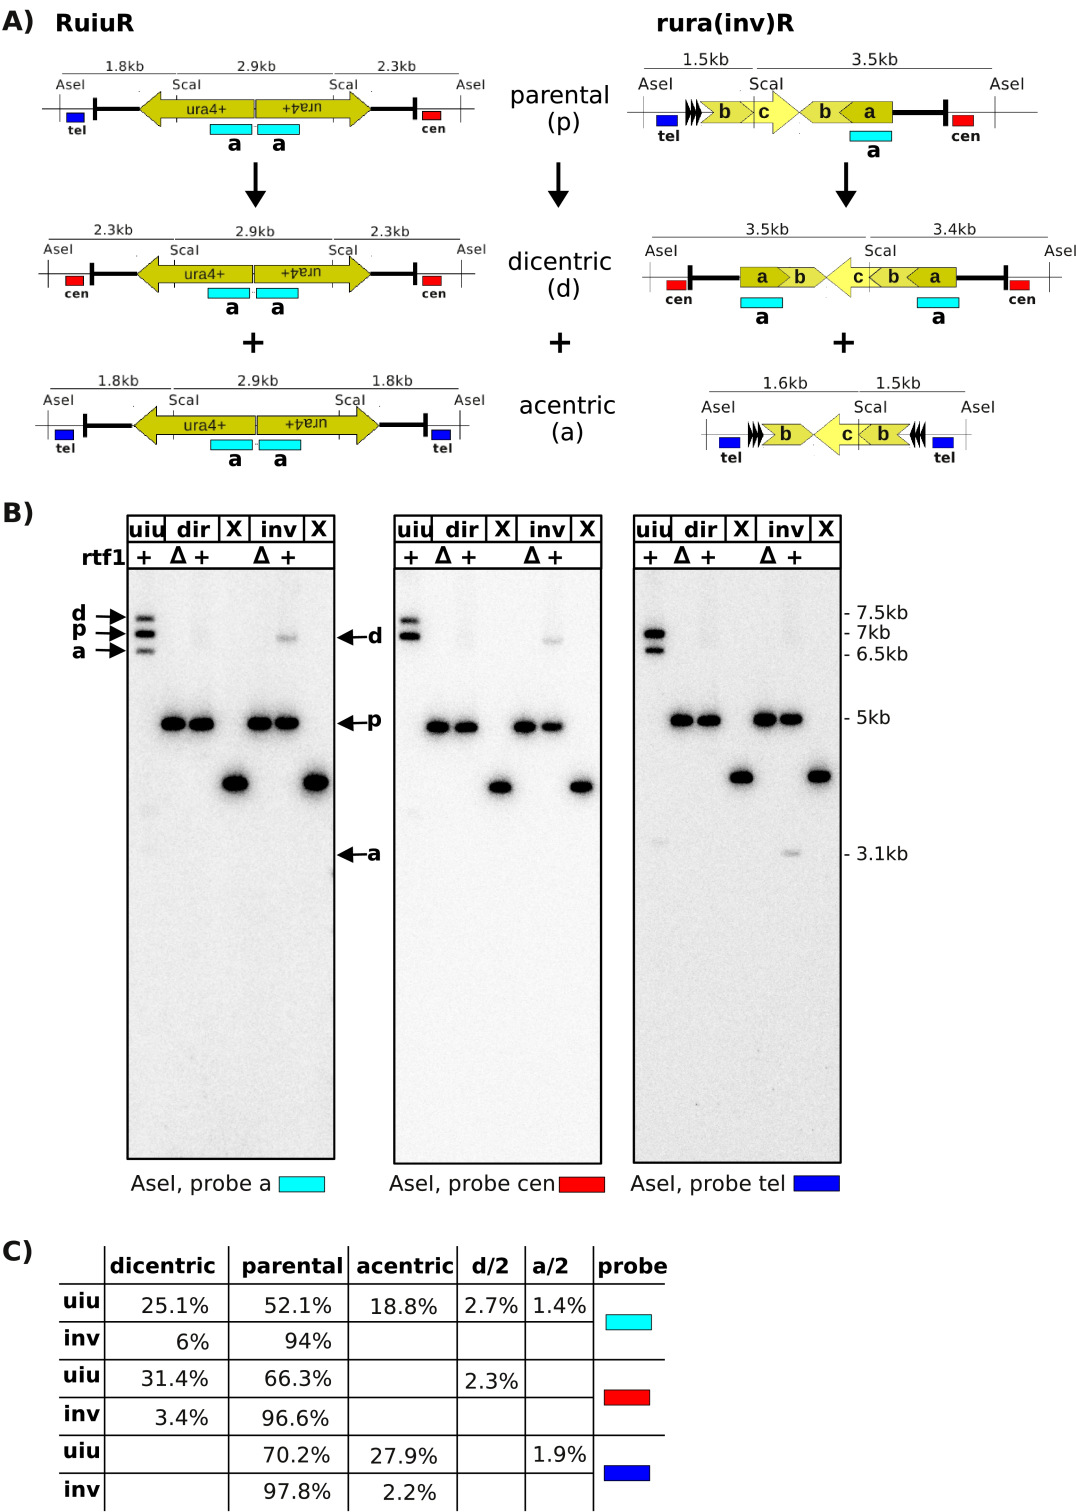 A) RuiuR rura(inv)R
1.8kb 2.9kb 2.3kb
AseI ScaI ScaI AseI
ura4+ ura4+
tel cen
a a
parental
(p)
1.5kb 3.5kb
AseI ScaI AseI
b c b a
tel cen
a
2.3kb 2.9kb 2.3kb
AseI ScaI ScaI AseI
ura4+ ura4+
cen cen
a a
dicentric
(d)
3.5kb 3.4kb
AseI ScaI AseI
a b c b a
cen cen
a a
+ + +
1.8kb 2.9kb 1.8kb
AseI ScaI ScaI AseI
ura4+ ura4+
tel tel
a a
acentric
(a)
1.6kb 1.5kb
AseI ScaI AseI
b c b
tel tel
B)
uiu dir X inv X uiu dir X inv X uiu dir X inv X
rtf1 + Δ + Δ + + Δ + Δ + + Δ + Δ +
d - 7.5kb
p d - 7kb
a - 6.5kb
p - 5kb
a - 3.1kb
AseI, probe a AseI, probe cen AseI, probe tel
C)
dicentric parental acentric d/2 a/2 probe
uiu 25.1% 52.1% 18.8% 2.7% 1.4%
inv 6% 94%
uiu 31.4% 66.3% 2.3%
inv 3.4% 96.6%
uiu 70.2% 27.9% 1.9%
inv 97.8% 2.2%